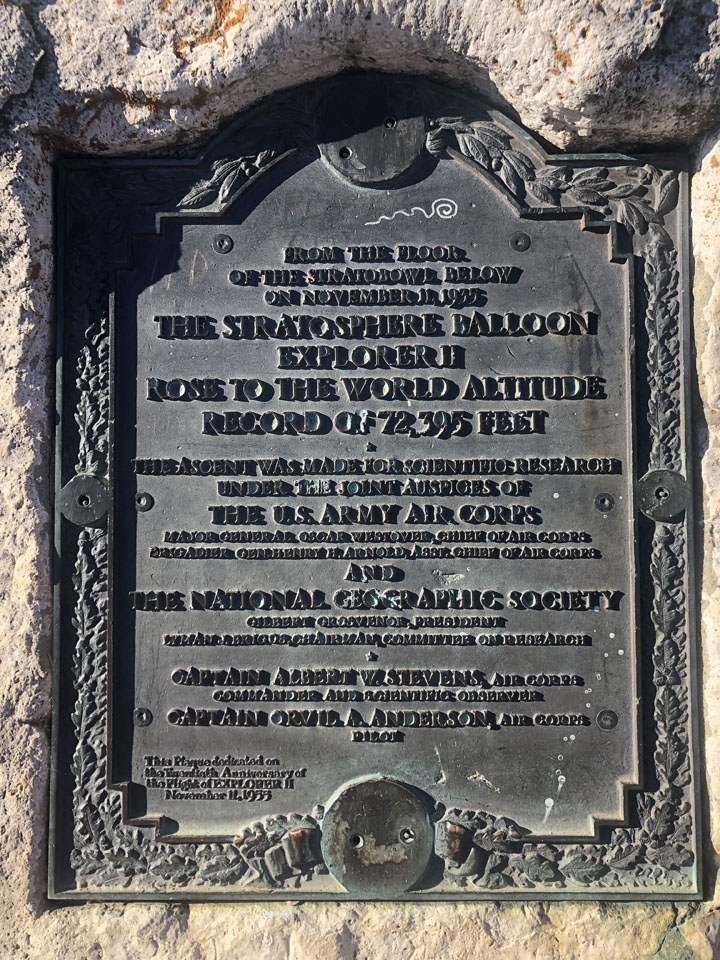 FROM THE FLOOR
OF THE STRATOBOWL BELOW
ON NOVEMBER 11, 1935
THE STRATOSPHERE BALLOON
EXPLORER II
ROSE TO THE WORLD ALTITUDE
RECORD OF 72,395 FEET
THE ASCENT WAS MADE FOR SCIENTIFIC RESEARCH
UNDER THE JOINT AUSPICES OF
THE U.S. ARMY AIR CORPS
MAJOR GENERAL OSCAR WESTOVER, CHIEF OF AIR CORPS
BRIGADIER GEN. HENRY H. ARNOLD, ASST. CHIEF OF AIR CORPS
AND
THE NATIONAL GEOGRAPHIC SOCIETY
GILBERT GROSVENOR, PRESIDENT
LYMAN J. BRIGGS, CHAIRMAN, COMMITTEE ON RESEARCH
CAPTAIN ALBERT W. STEVENS, AIR CORPS
COMMANDER AND SCIENTIFIC OBSERVER
CAPTAIN ORVIL A. ANDERSON, AIR CORPS
PILOT
This Plaque dedicated on
the Twentieth Anniversary of
the Flight of EXPLORER II
November 11, 1955